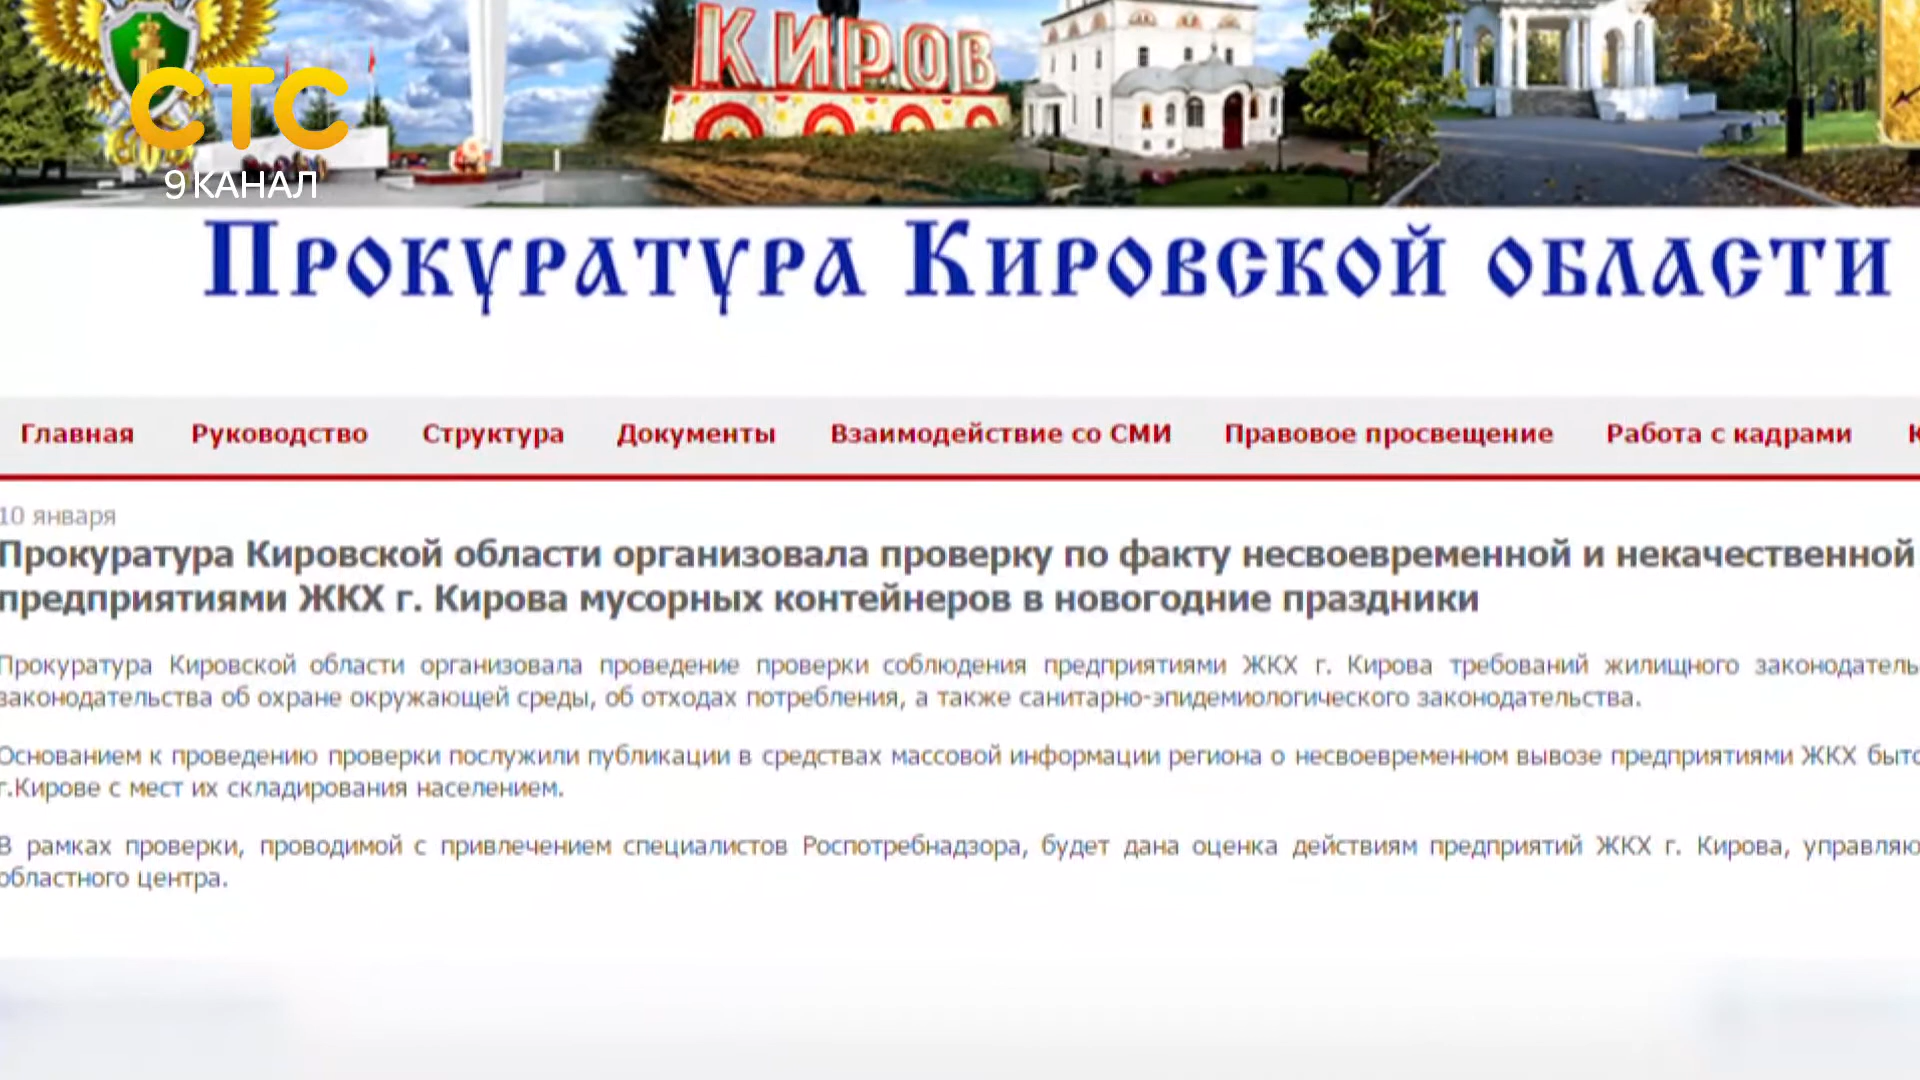 КИРОВ
СТС
9 КАНАЛ
Прокуратура Кировской области
Главная Руководство Структура Документы Взаимодействие со СМИ Правовое просвещение Работа с кадрами
10 января
Прокуратура Кировской области организовала проверку по факту несвоевременной и некачественной
предприятиями ЖКХ г. Кирова мусорных контейнеров в новогодние праздники
Прокуратура Кировской области организовала проведение проверки соблюдения предприятиями ЖКХ г. Кирова требований жилищного законодатель
законодательства об охране окружающей среды, об отходах потребления, а также санитарно-эпидемиологического законодательства.
Основанием к проведению проверки послужили публикации в средствах массовой информации региона о несвоевременном вывозе предприятиями ЖКХ быто
г.Кирове с мест их складирования населением.
В рамках проверки, проводимой с привлечением специалистов Роспотребнадзора, будет дана оценка действиям предприятий ЖКХ г. Кирова, управляю
областного центра.